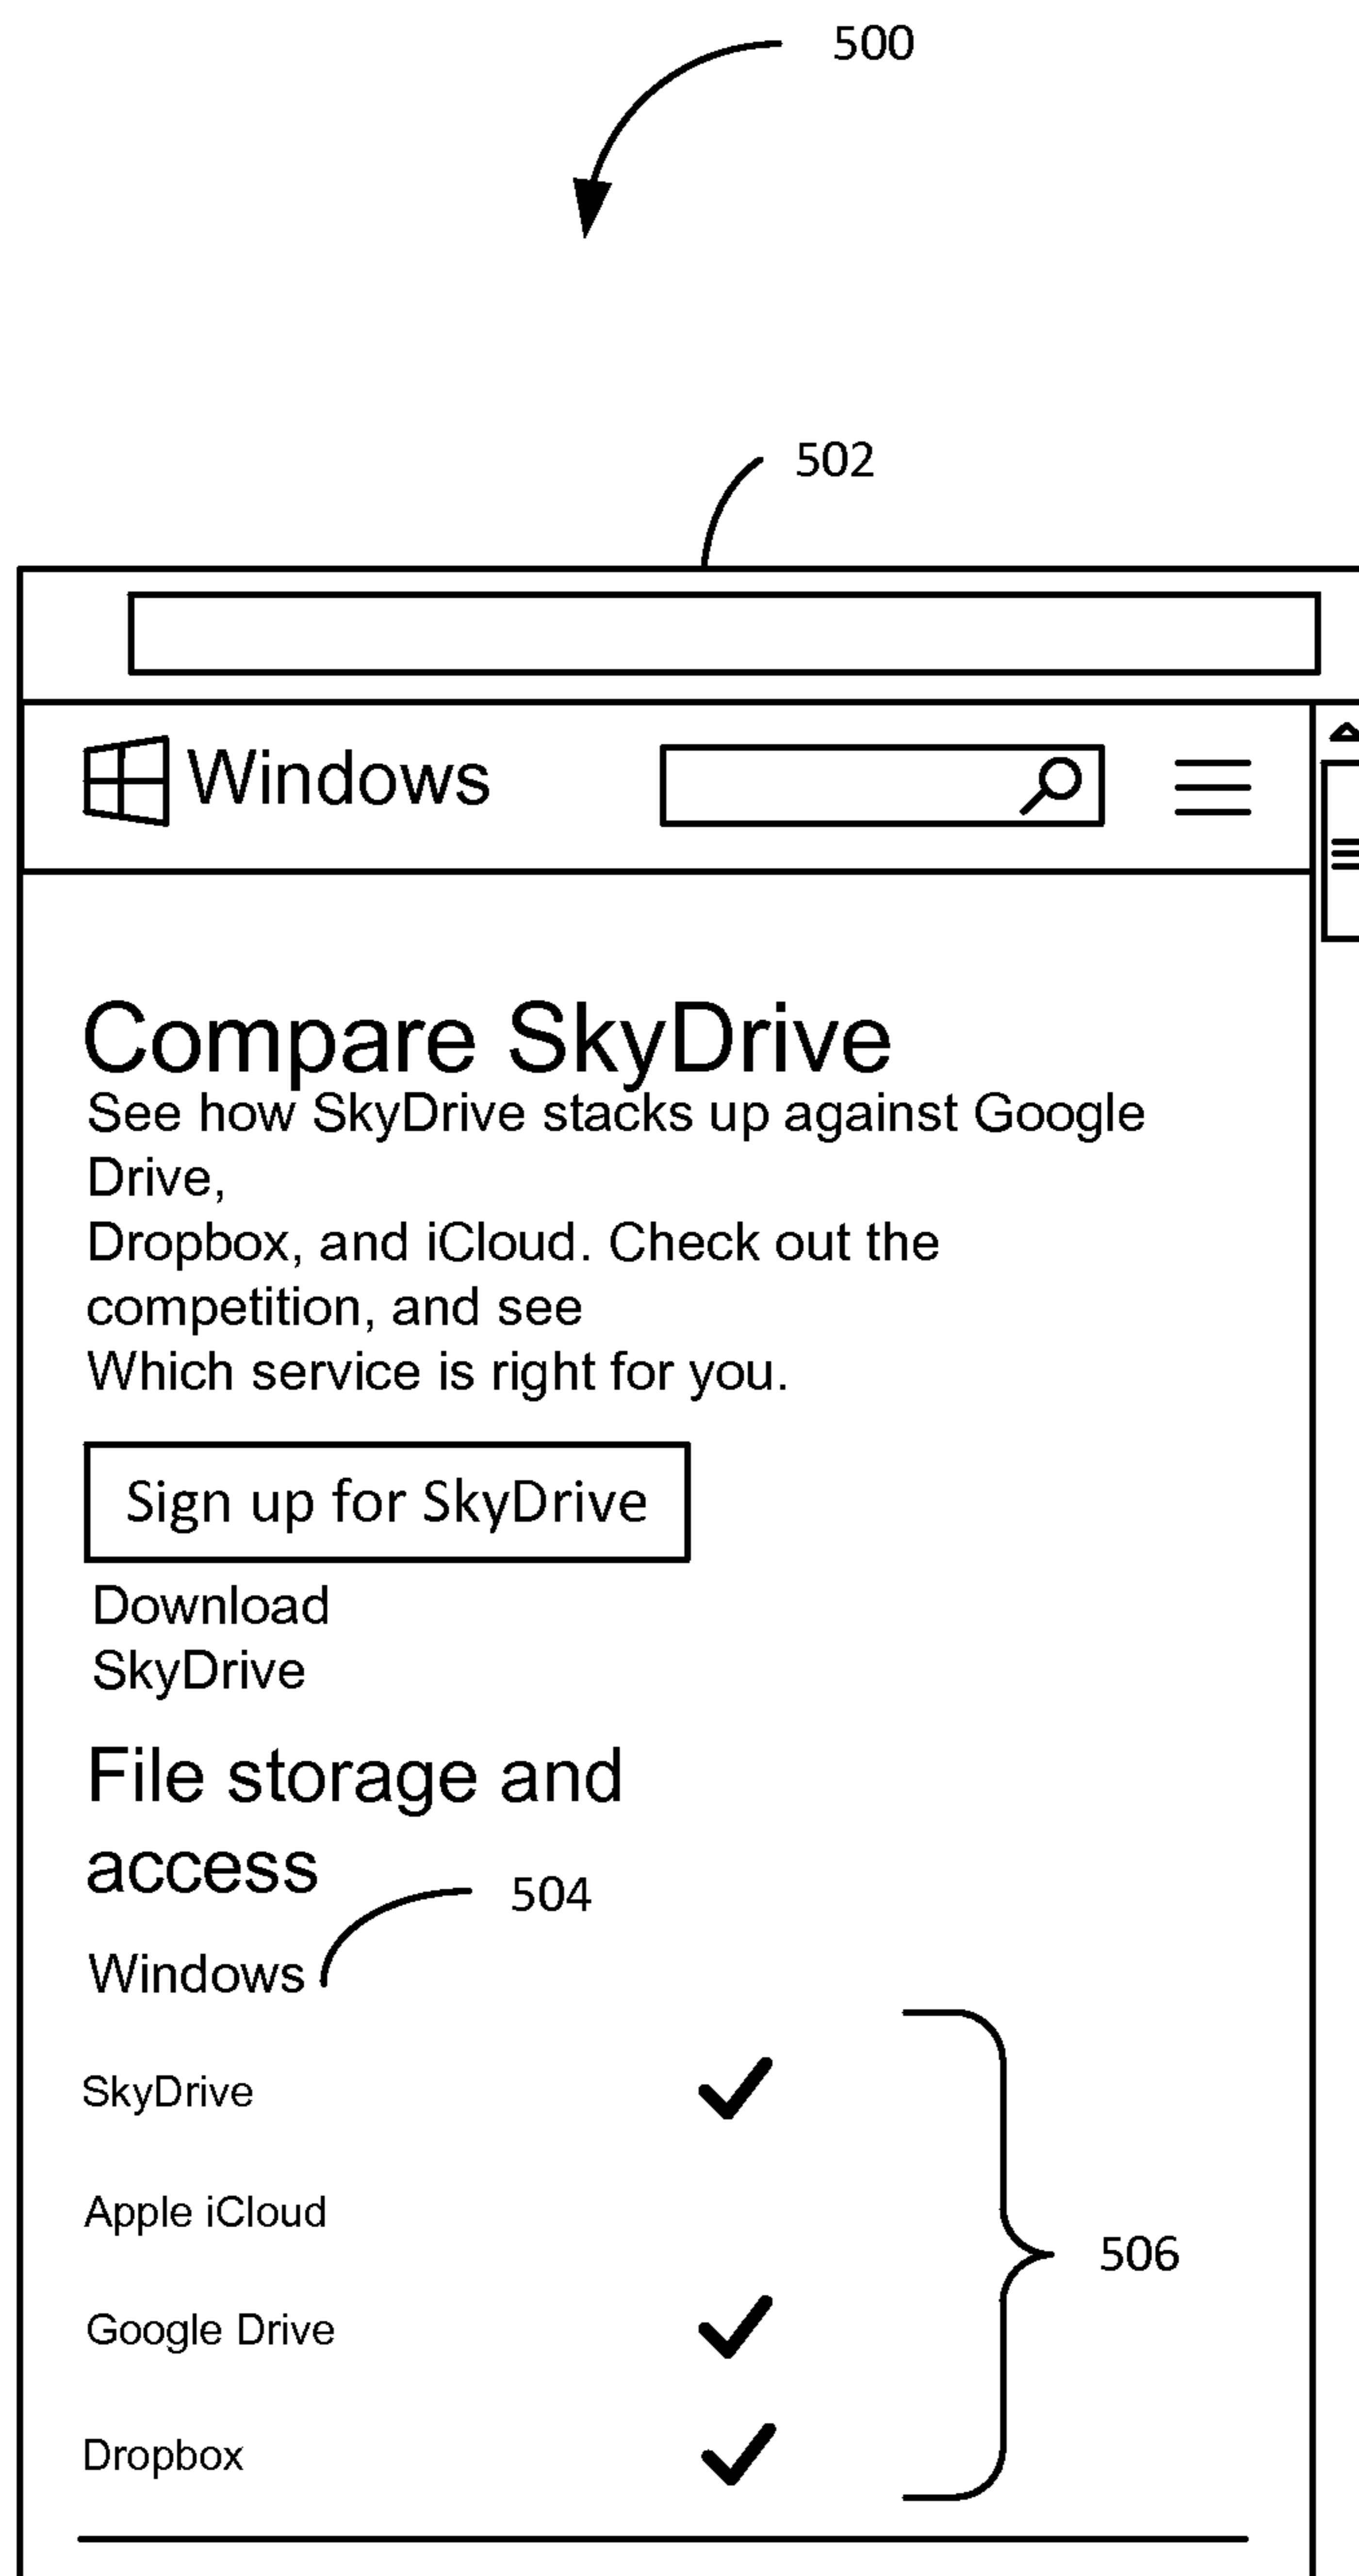 500
502
Windows
Compare SkyDrive
See how SkyDrive stacks up against Google
Drive,
Dropbox, and iCloud. Check out the
competition, and see
Which service is right for you.
Sign up for SkyDrive
Download
SkyDrive
File storage and
access
504
Windows
SkyDrive
Apple iCloud
506
Google Drive
Dropbox